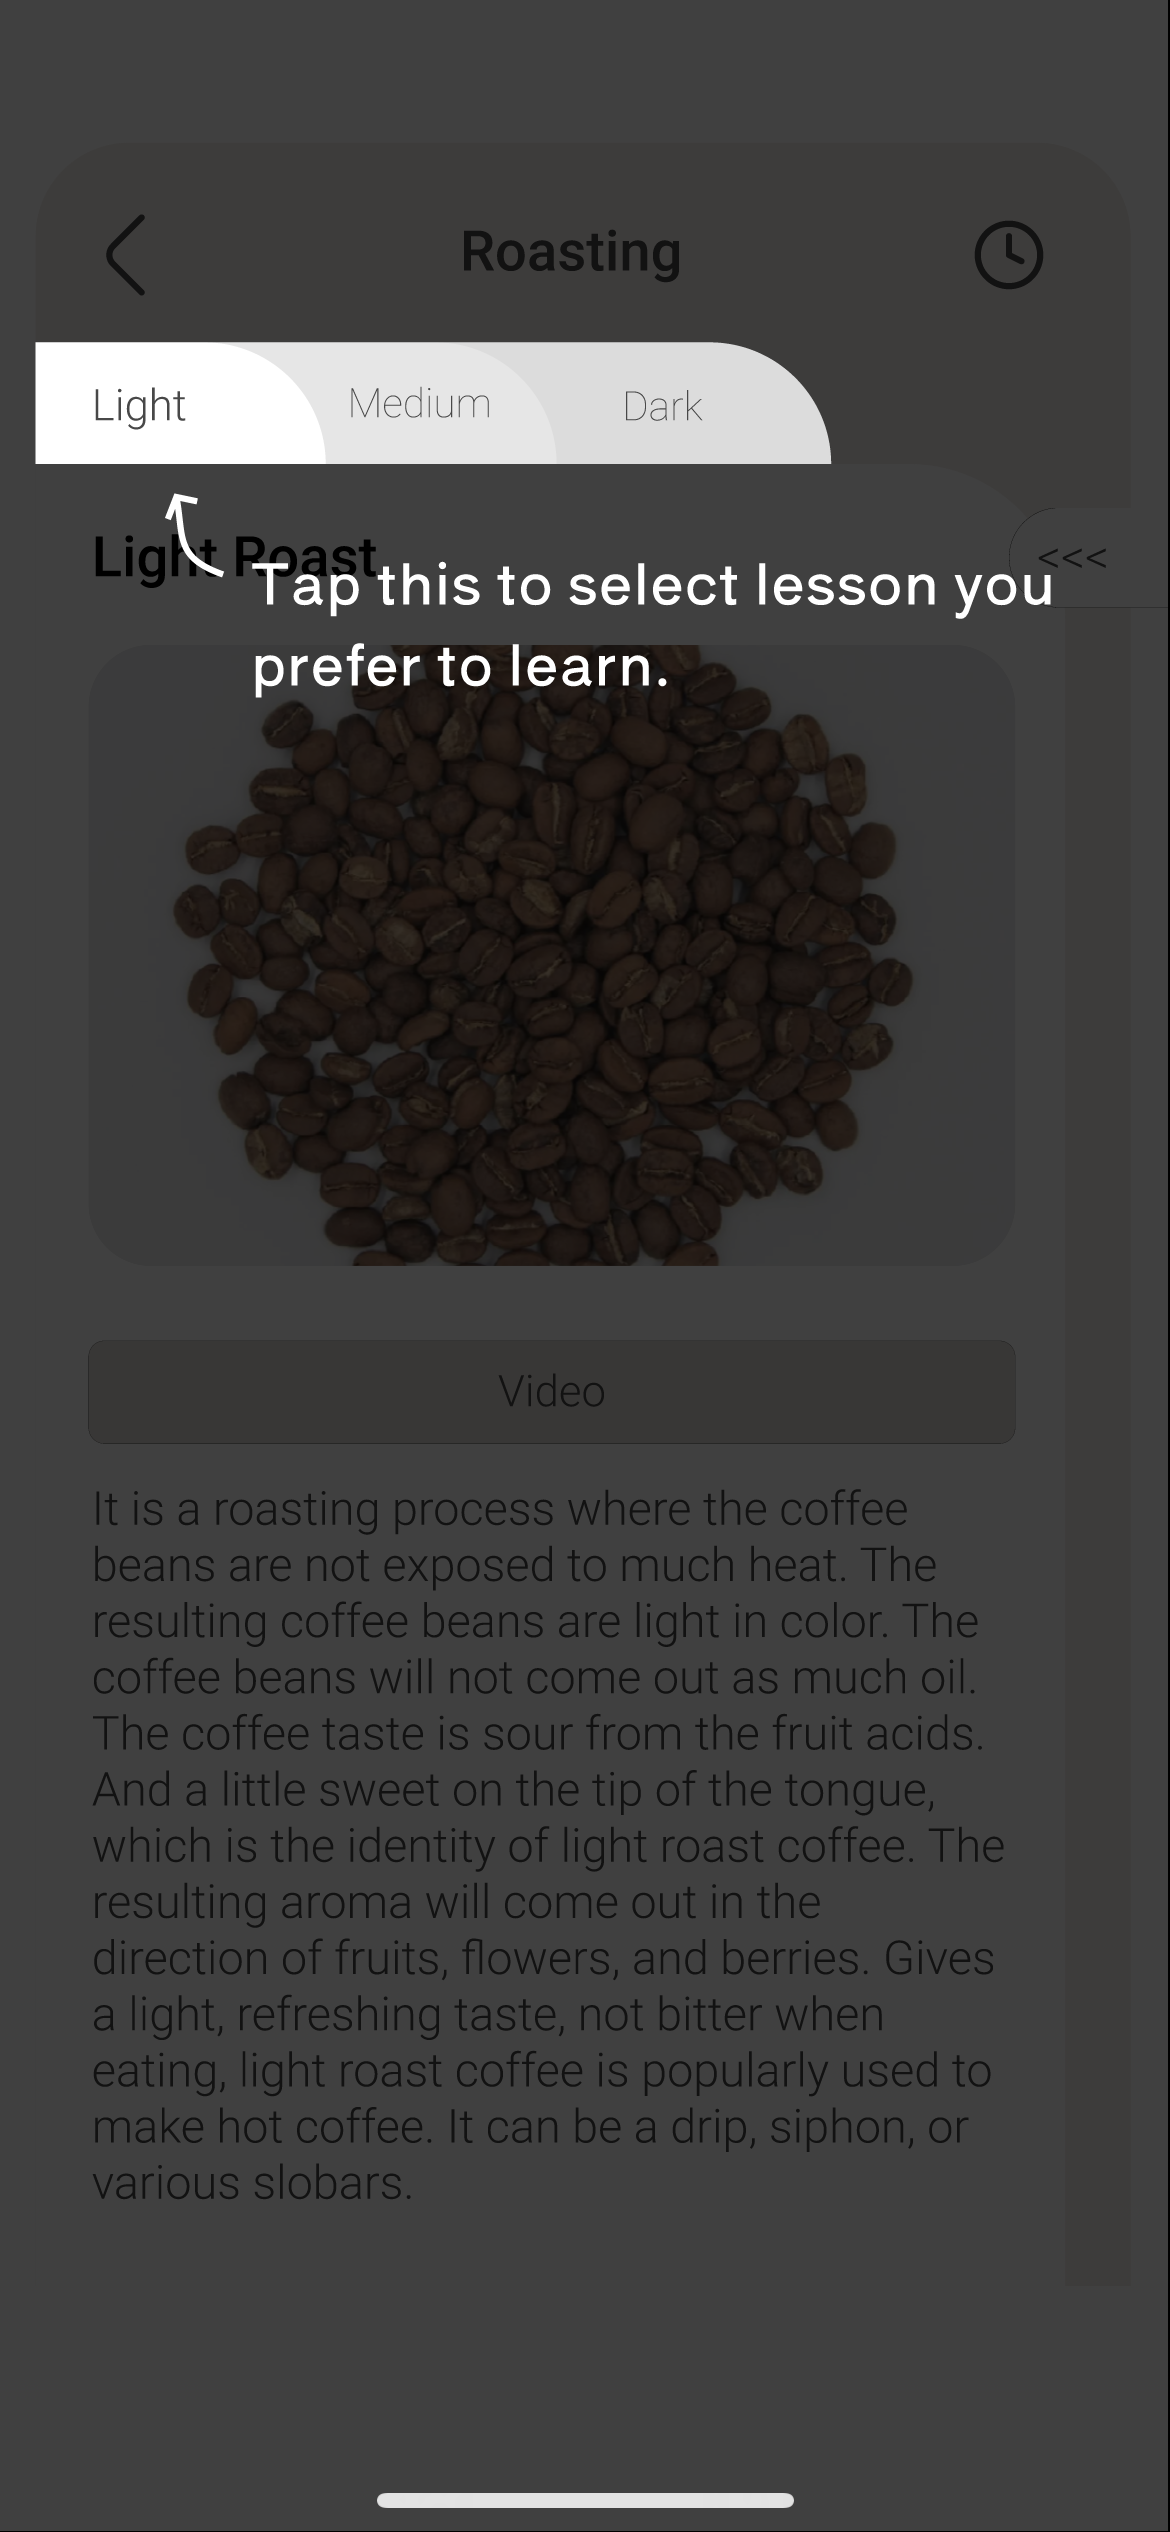 Roasting
Light Medium Dark
Light Roast
<<<
Tap this to select lesson you
prefer to learn.
Video
It is a roasting process where the coffee
beans are not exposed to much heat. The
resulting coffee beans are light in color. The
coffee beans will not come out as much oil.
The coffee taste is sour from the fruit acids.
And a little sweet on the tip of the tongue,
which is the identity of light roast coffee. The
resulting aroma will come out in the
direction of fruits, flowers, and berries. Gives
a light, refreshing taste, not bitter when
eating, light roast coffee is popularly used to
make hot coffee. It can be a drip, siphon, or
various slobars.